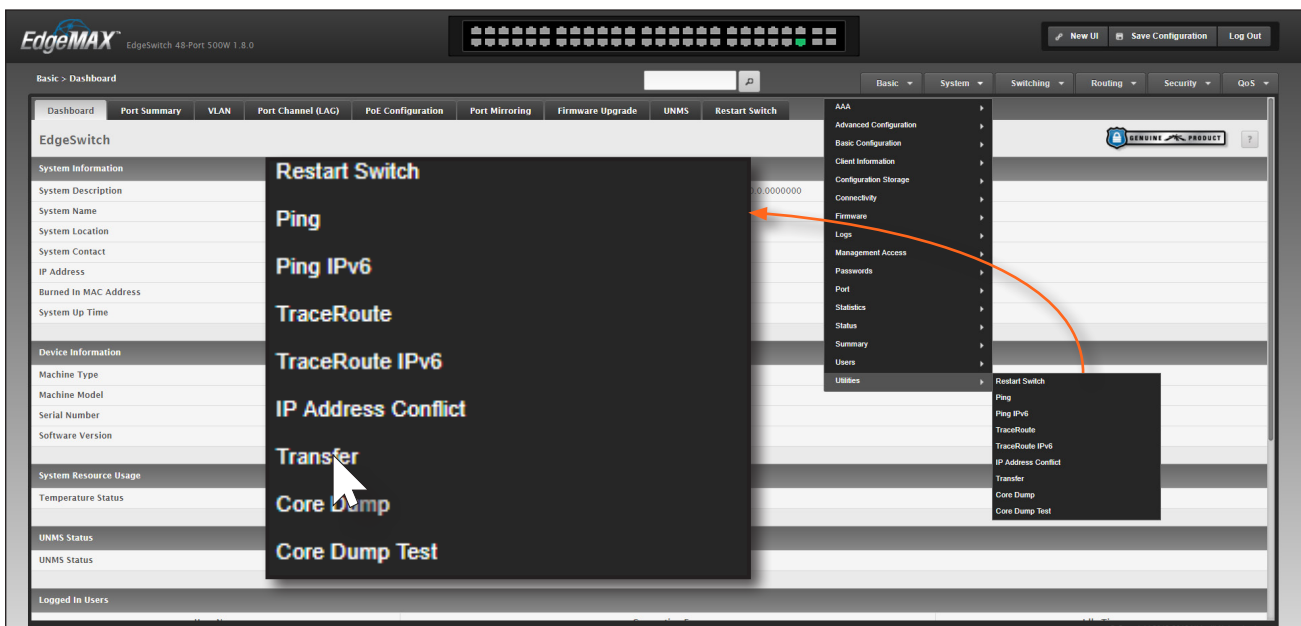 EdgeMAX EdgeSwitch 48-Port 500W 1.8.0
New UI Save Configuration Log Out
Basic > Dashboard
Basic System Switching Routing Security QoS
Dashboard Port Summary VLAN Port Channel (LAG) PoE Configuration Port Mirroring Firmware Upgrade UNMS Restart Switch
EdgeSwitch
GENUINE PRODUCT ?
System Information
System Description
0.0.0000000
System Name
System Location
System Contact
IP Address
Burned In MAC Address
System Up Time
Device Information
Machine Type
Machine Model
Serial Number
Software Version
System Resource Usage
Temperature Status
UNMS Status
UNMS Status
Logged In Users
Restart Switch
Ping
Ping IPv6
TraceRoute
TraceRoute IPv6
IP Address Conflict
Transfer
Core Dump
Core Dump Test
AAA
Advanced Configuration
Basic Configuration
Client Information
Configuration Storage
Connectivity
Firmware
Logs
Management Access
Passwords
Port
Statistics
Status
Summary
Users
Utilities
Restart Switch
Ping
Ping IPv6
TraceRoute
TraceRoute IPv6
IP Address Conflict
Transfer
Core Dump
Core Dump Test